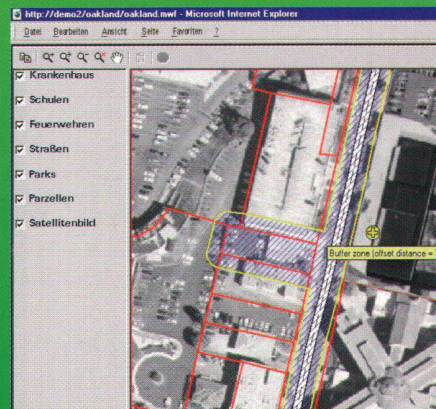 http://demo2/oakland/oakland.mwf - Microsoft Internet Explorer
Datei Bearbeiten Ansicht Seite Favoriten ?
Krankenhaus
Schulen
Feuerwehren
Straßen
Parks
Parzellen
Satellitenbild
Buffer zone (offset distance =